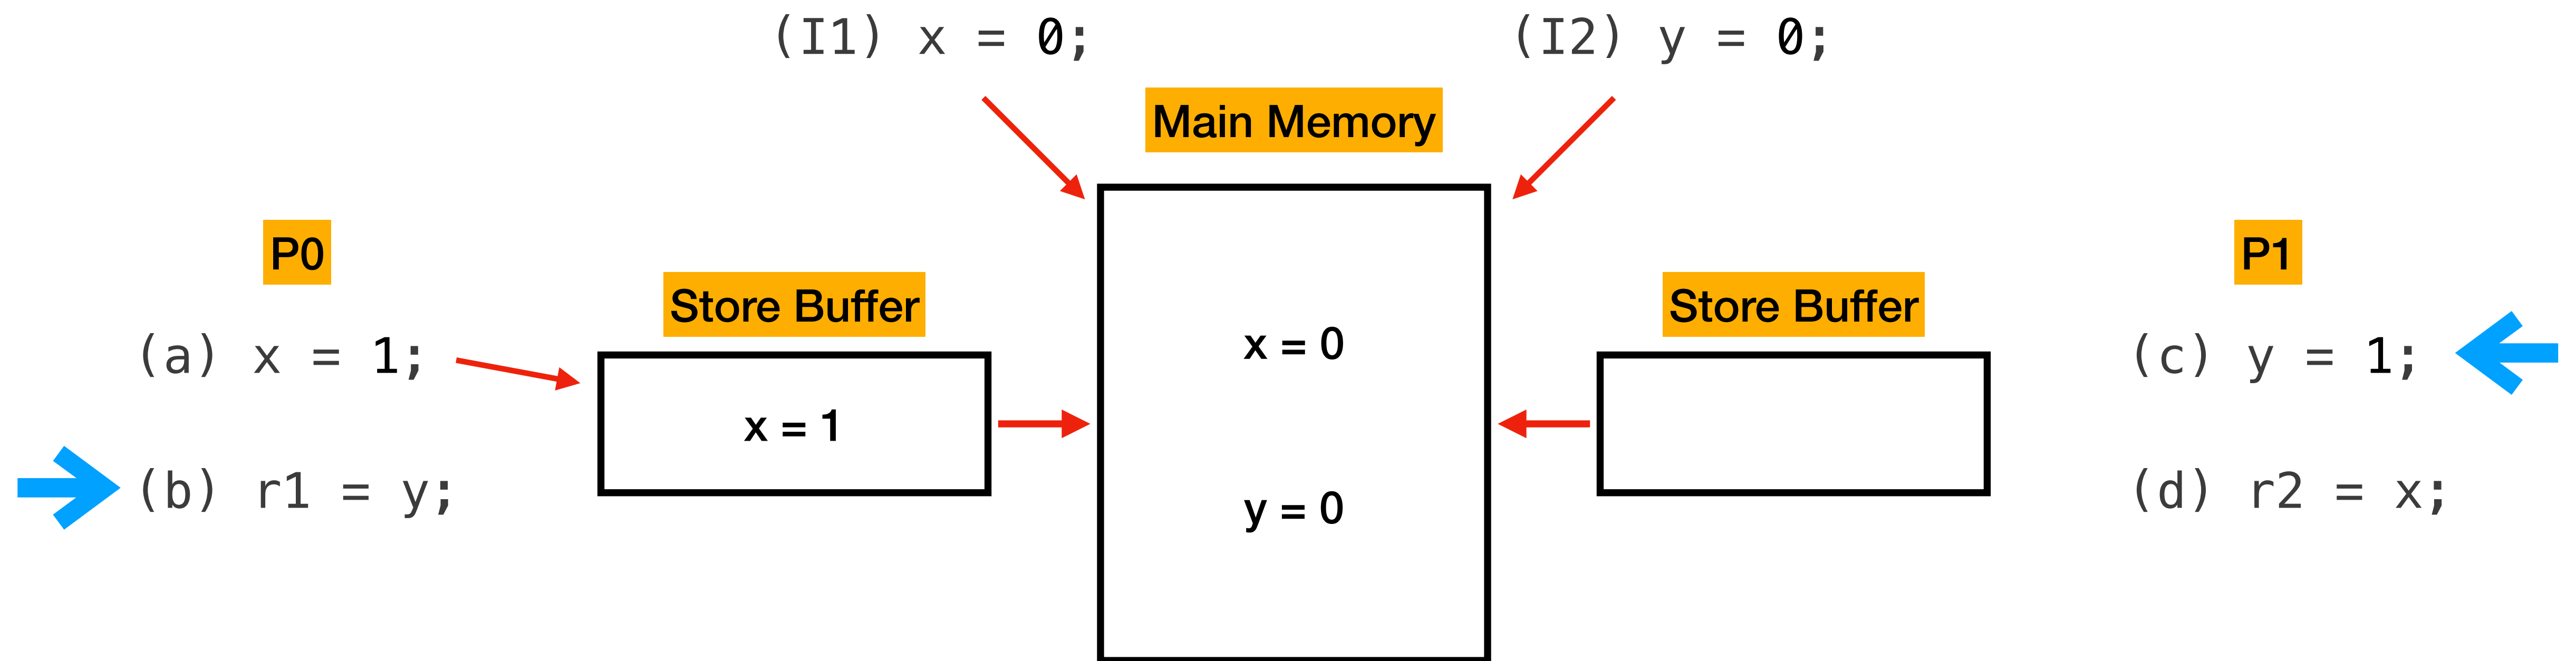 (I1) x = 0;
(I2) y = 0;
Main Memory
P0
P1
Store Buffer
Store Buffer
(a) x = 1;
x = 0
(c) y = 1;
x = 1
(b) r1 = y;
y = 0
(d) r2 = x;